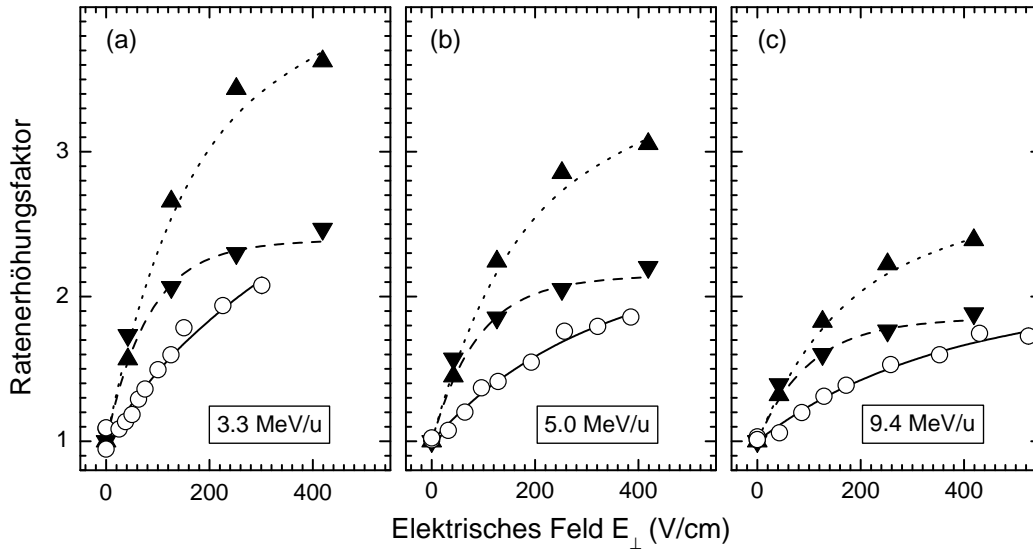 (a)
(b)
(c)
Ratenerhöhungsfaktor
3
2
1
3.3 MeV/u
5.0 MeV/u
9.4 MeV/u
0 200 400
0 200 400
0 200 400
Elektrisches Feld E⊥ (V/cm)